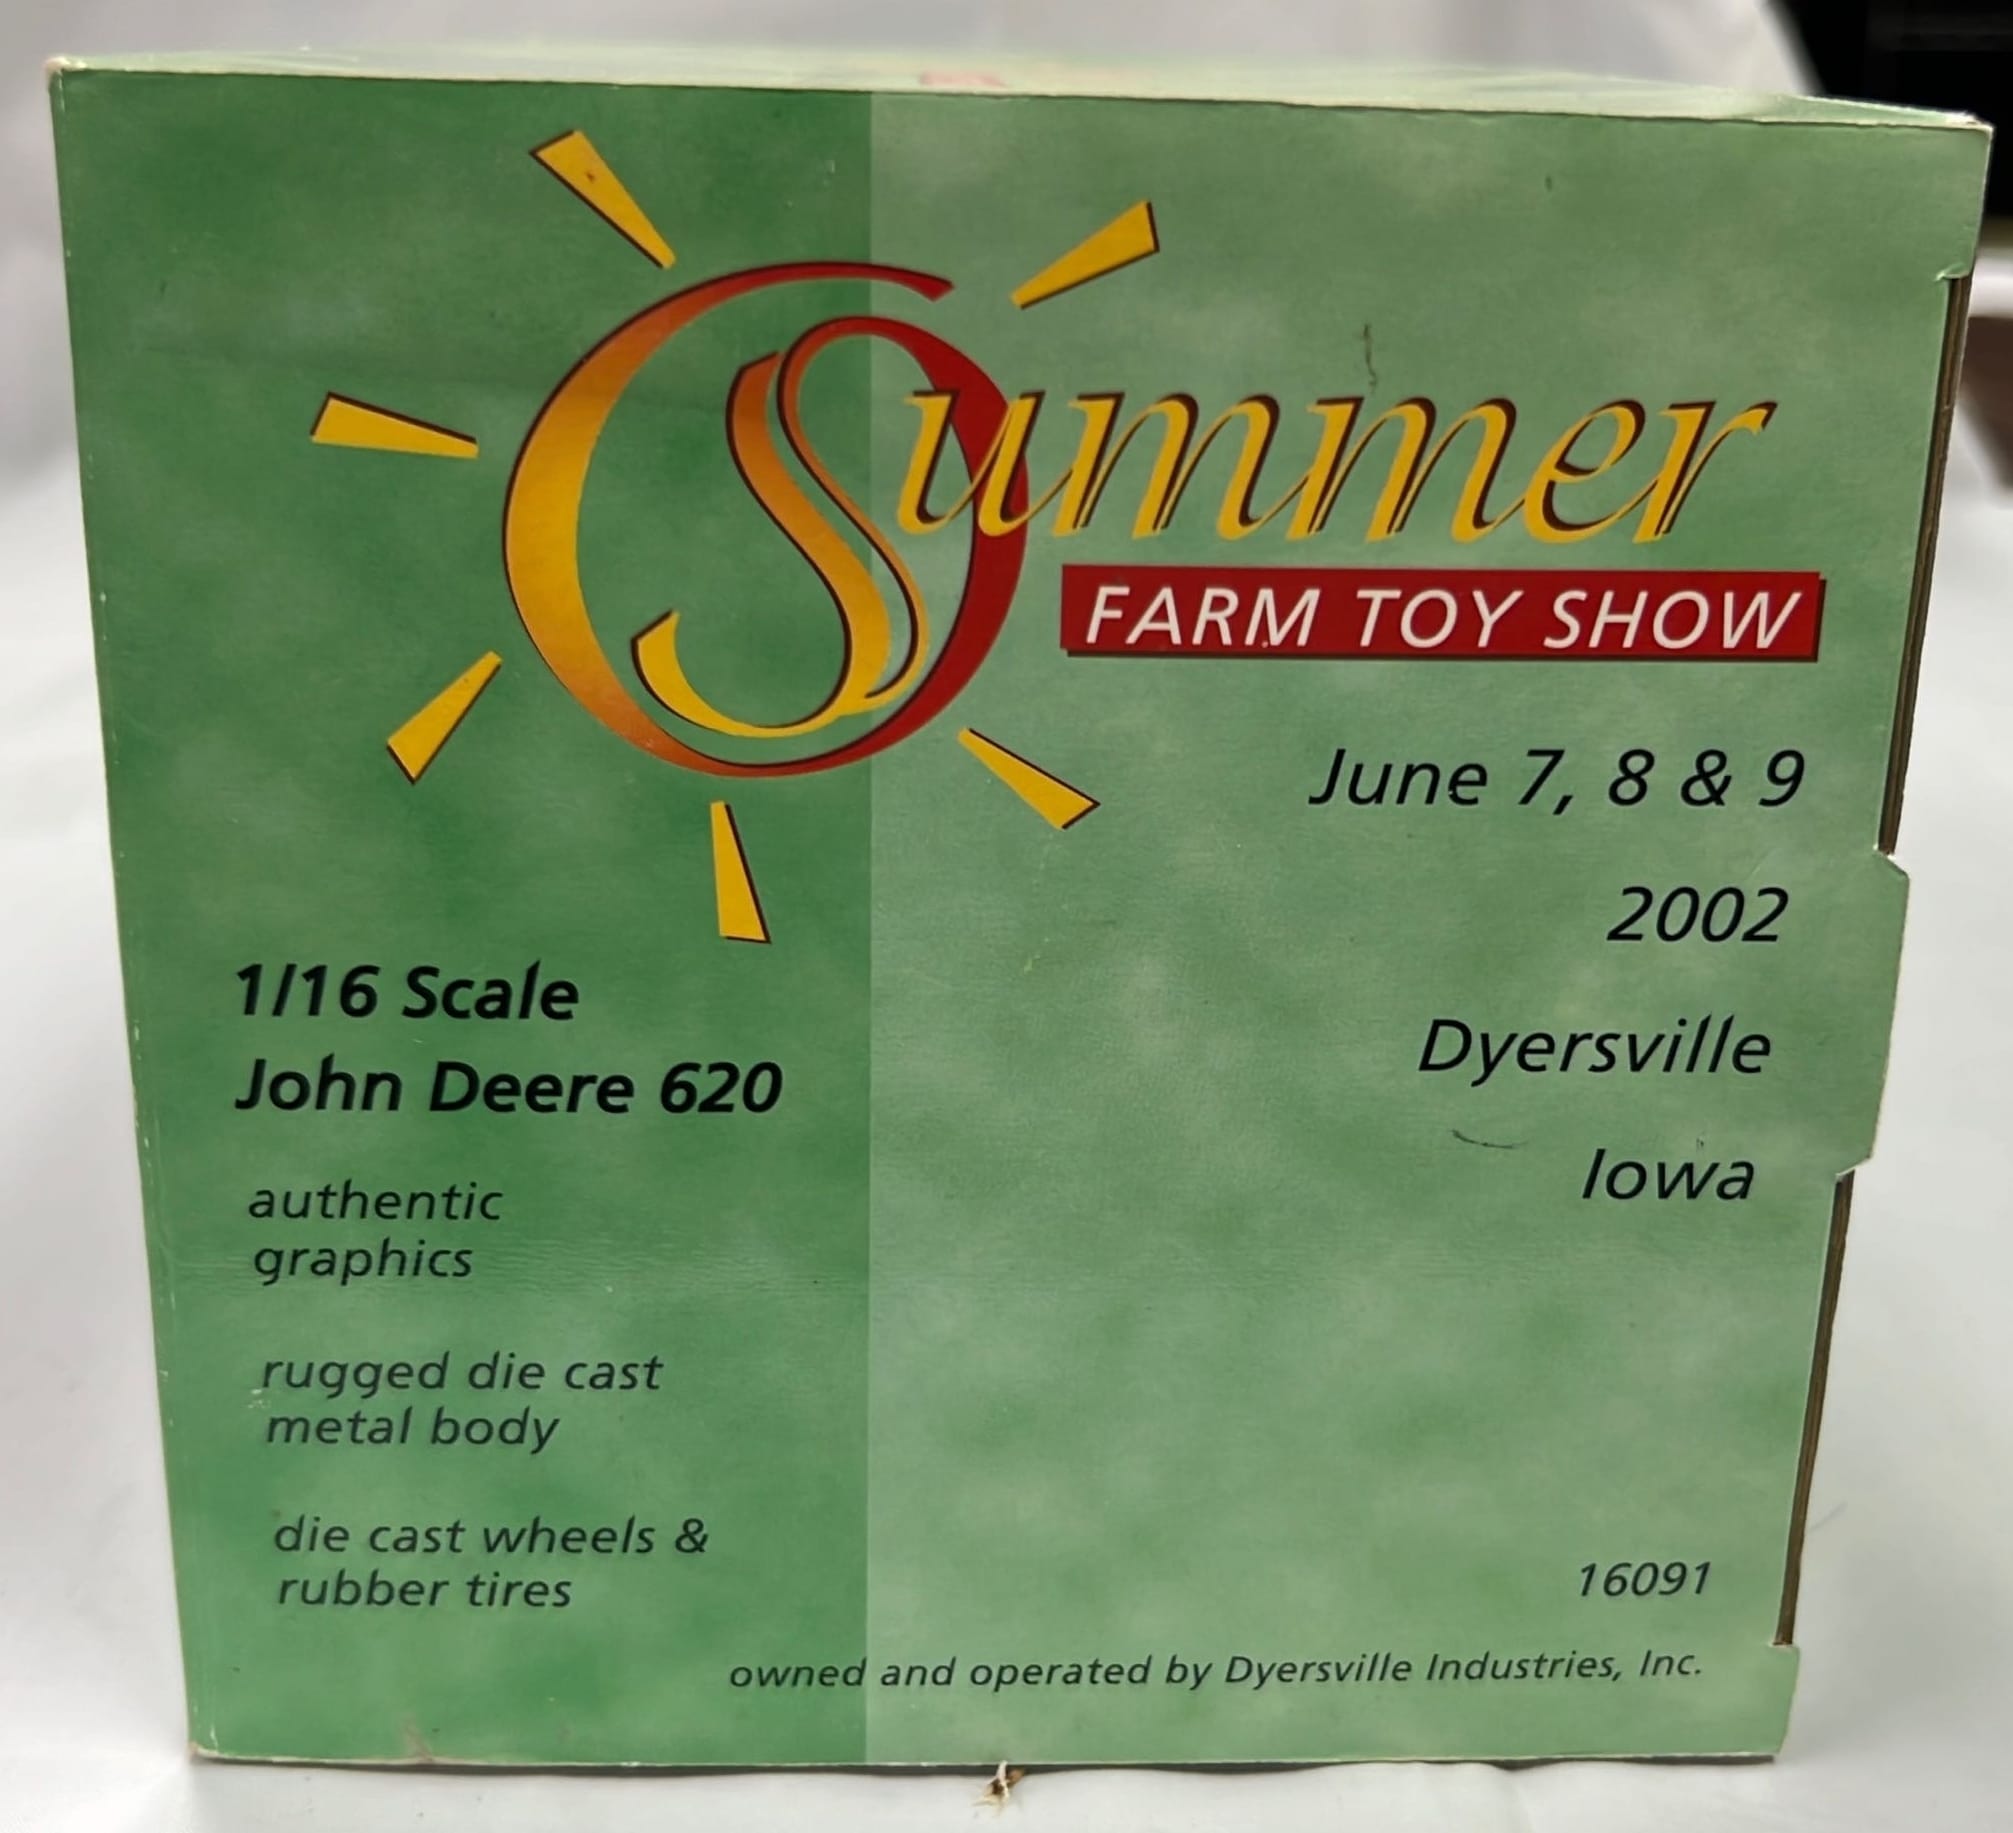 Summer
FARM TOY SHOW
June 7, 8 & 9
2002
Dyersville
Iowa
1/16 Scale
John Deere 620
authentic
graphics
rugged die cast
metal body
die cast wheels &
rubber tires
16091
owned and operated by Dyersville Industries, Inc.